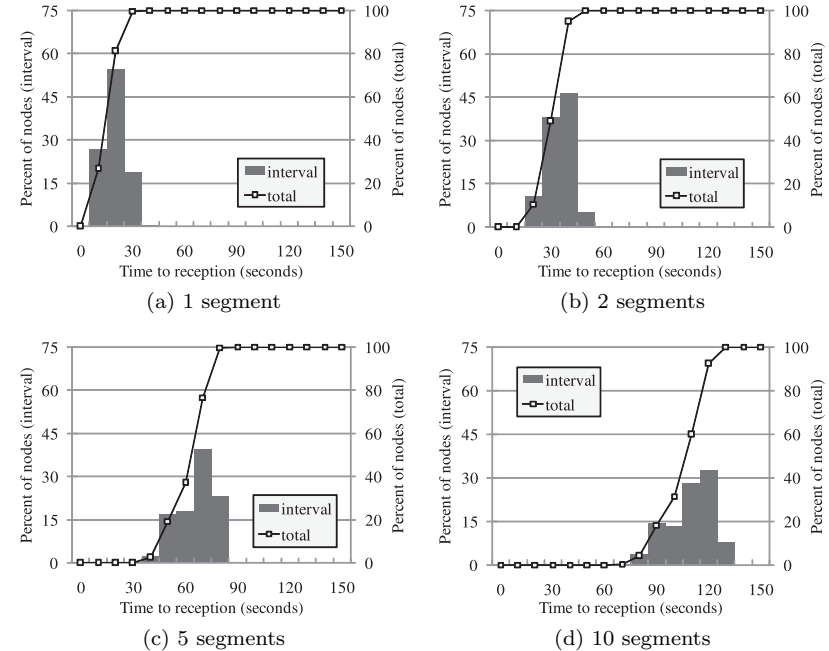 75 100
60 80
45 60
30 40
15 20
0 0
Percent of nodes (interval)
Percent of nodes (total)
interval
total
0 30 60 90 120 150
Time to reception (seconds)
(a) 1 segment
75 100
60 80
45 60
30 40
15 20
0 0
Percent of nodes (interval)
Percent of nodes (total)
interval
total
0 30 60 90 120 150
Time to reception (seconds)
(b) 2 segments
75 100
60 80
45 60
30 40
15 20
0 0
Percent of nodes (interval)
Percent of nodes (total)
interval
total
0 30 60 90 120 150
Time to reception (seconds)
(c) 5 segments
75 100
60 80
45 60
30 40
15 20
0 0
Percent of nodes (interval)
Percent of nodes (total)
interval
total
0 30 60 90 120 150
Time to reception (seconds)
(d) 10 segments